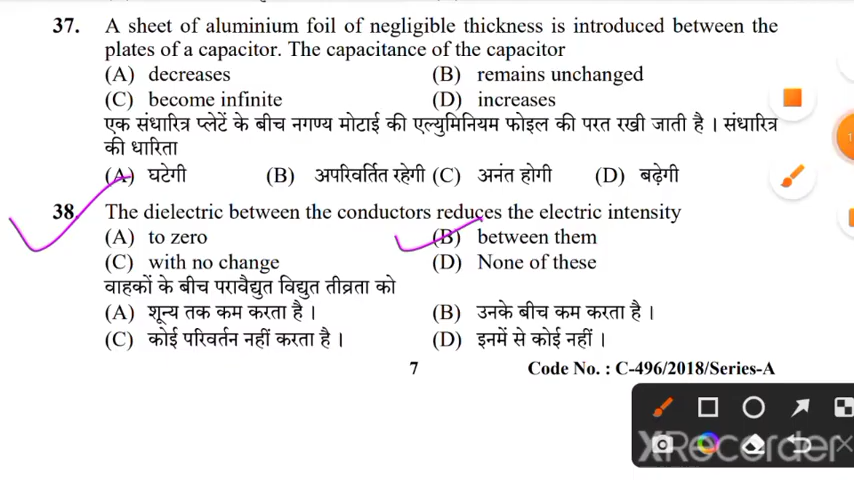 37. A sheet of aluminium foil of negligible thickness is introduced between the
plates of a capacitor. The capacitance of the capacitor
(A) decreases (B) remains unchanged
(C) become infinite (D) increases
एक संधारित्र प्लेटें के बीच नगण्य मोटाई की एल्युमिनियम फोइल की परत रखी जाती है । संधारित्र
की धारिता
(A) घटेगी (B) अपरिवर्तित रहेगी (C) अनंत होगी (D) बढ़ेगी
38. The dielectric between the conductors reduces the electric intensity
(A) to zero (B) between them
(C) with no change (D) None of these
वाहकों के बीच परावैद्युत विद्युत तीव्रता को
(A) शून्य तक कम करता है । (B) उनके बीच कम करता है ।
(C) कोई परिवर्तन नहीं करता है । (D) इनमें से कोई नहीं ।
7 Code No. : C-496/2018/Series-A
XRecorder